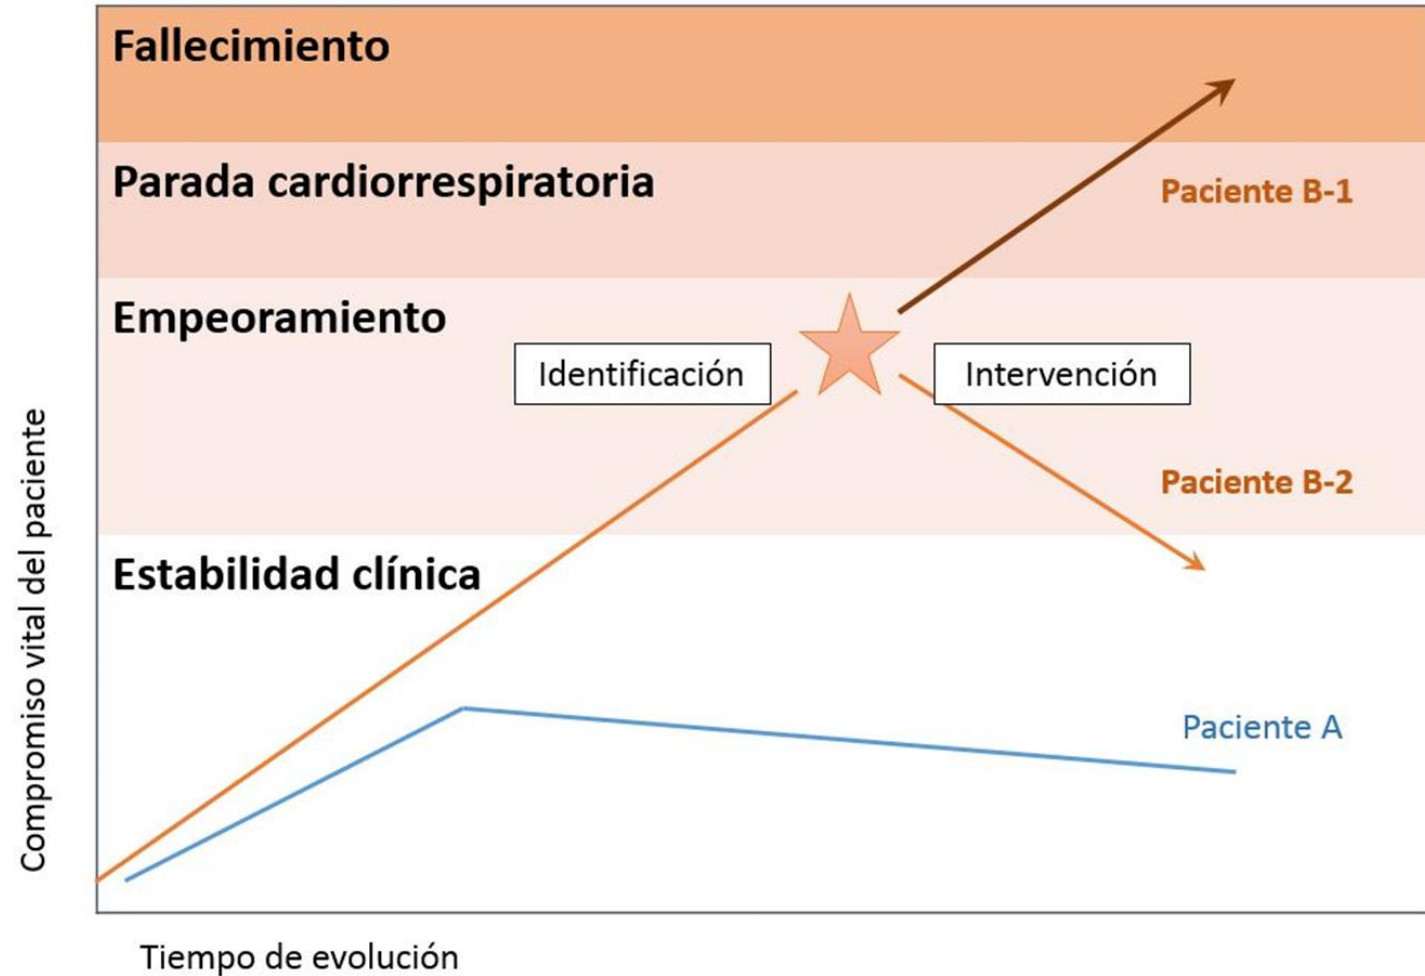 Fallecimiento
Parada cardiorrespiratoria
Paciente B-1
Empeoramiento
Identificación
Intervención
Paciente B-2
Estabilidad clínica
Paciente A
Compromiso vital del paciente
Tiempo de evolución